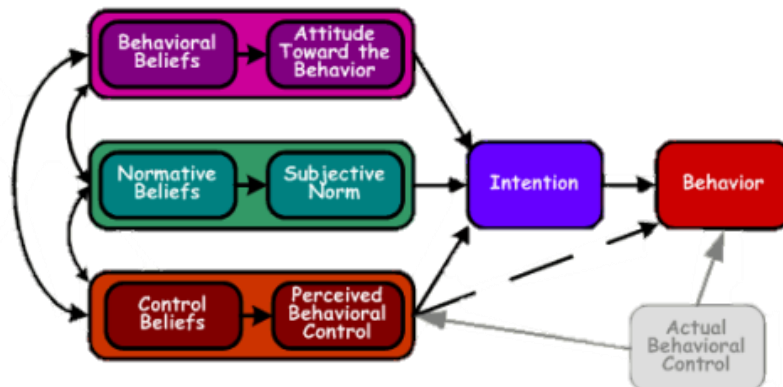 Behavioral
Beliefs
Attitude
Toward the
Behavior
Normative
Beliefs
Subjective
Norm
Intention
Behavior
Control
Beliefs
Perceived
Behavioral
Control
Actual
Behavioral
Control